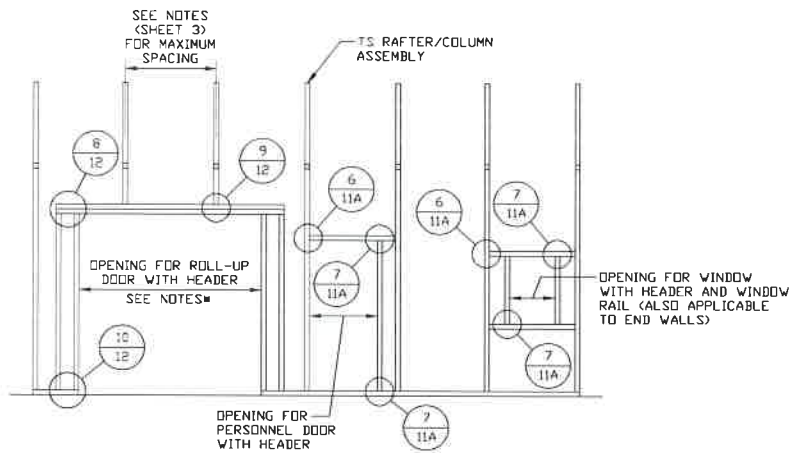 SEE NOTES
(SHEET 3)
FOR MAXIMUM
SPACING
TS RAFTER/COLUMN
ASSEMBLY
8
12
9
12
6
11A
7
11A
6
11A
7
11A
OPENING FOR ROLL-UP
DOOR WITH HEADER
SEE NOTES*
OPENING FOR WINDOW
WITH HEADER AND WINDOW
RAIL (ALSO APPLICABLE
TO END WALLS)
10
12
7
11A
OPENING FOR
PERSONNEL DOOR
WITH HEADER
7
11A